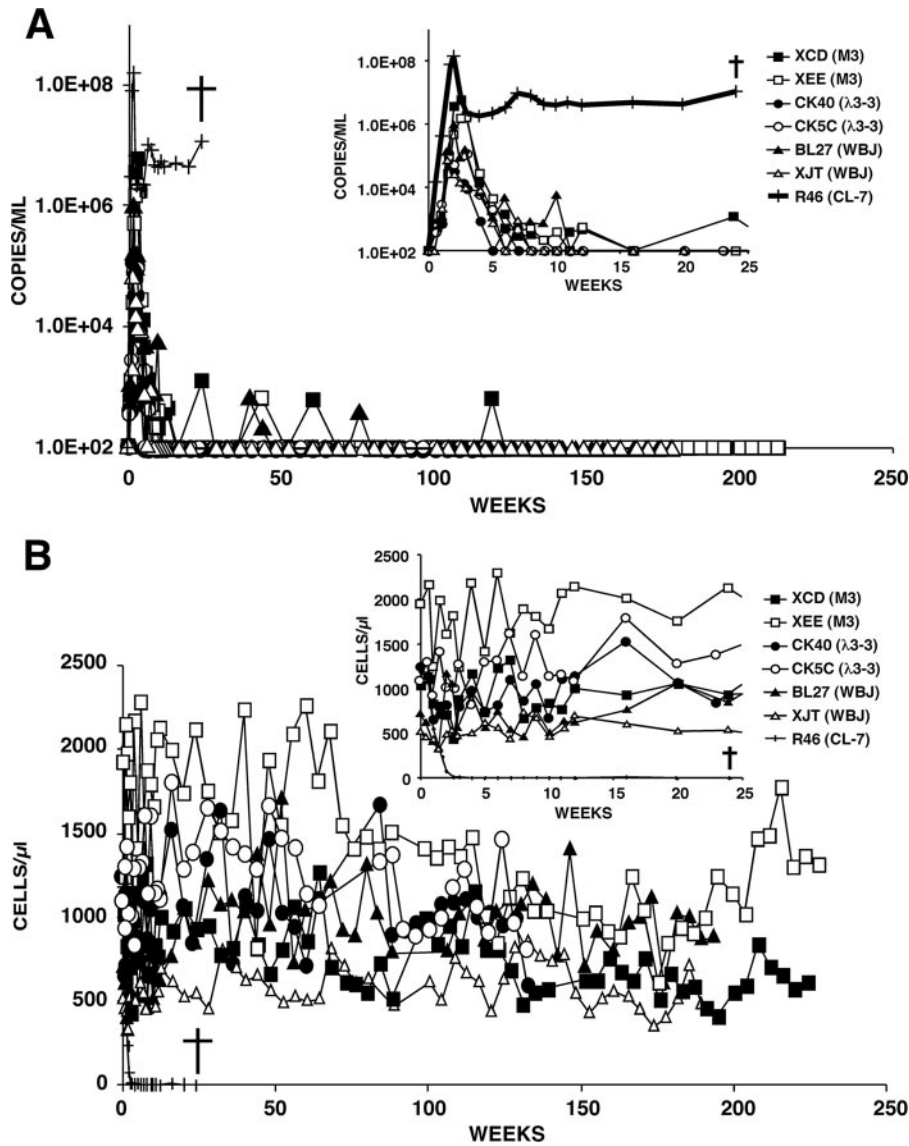 A
COPIES/ML
1.0E+08
1.0E+06
1.0E+04
1.0E+02
0
50
100
150
200
250
WEEKS
COPIES/ML
1.0E+08
1.0E+06
1.0E+04
1.0E+02
0
5
10
15
20
25
WEEKS
†
†
XCD (M3)
XEE (M3)
CK40 (λ3-3)
CK5C (λ3-3)
BL27 (WBJ)
XJT (WBJ)
R46 (CL-7)
B
CELLS/µl
2500
2000
1500
1000
500
0
0
50
100
150
200
250
WEEKS
CELLS/µl
2500
2000
1500
1000
500
0
0
5
10
15
20
25
WEEKS
†
†
XCD (M3)
XEE (M3)
CK40 (λ3-3)
CK5C (λ3-3)
BL27 (WBJ)
XJT (WBJ)
R46 (CL-7)